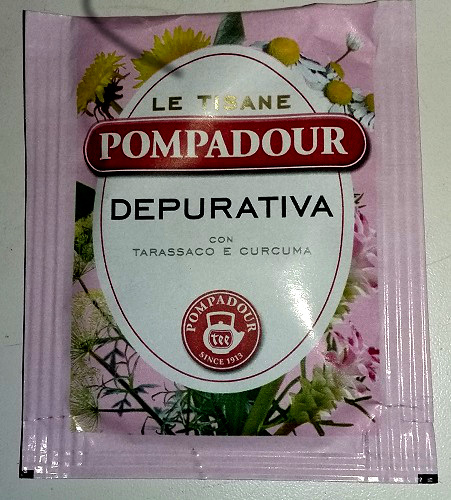 LE TISANE
POMPADOUR
DEPURATIVA
CON
TARASSACO E CURCUMA
POMPADOUR
tee
SINCE 1913